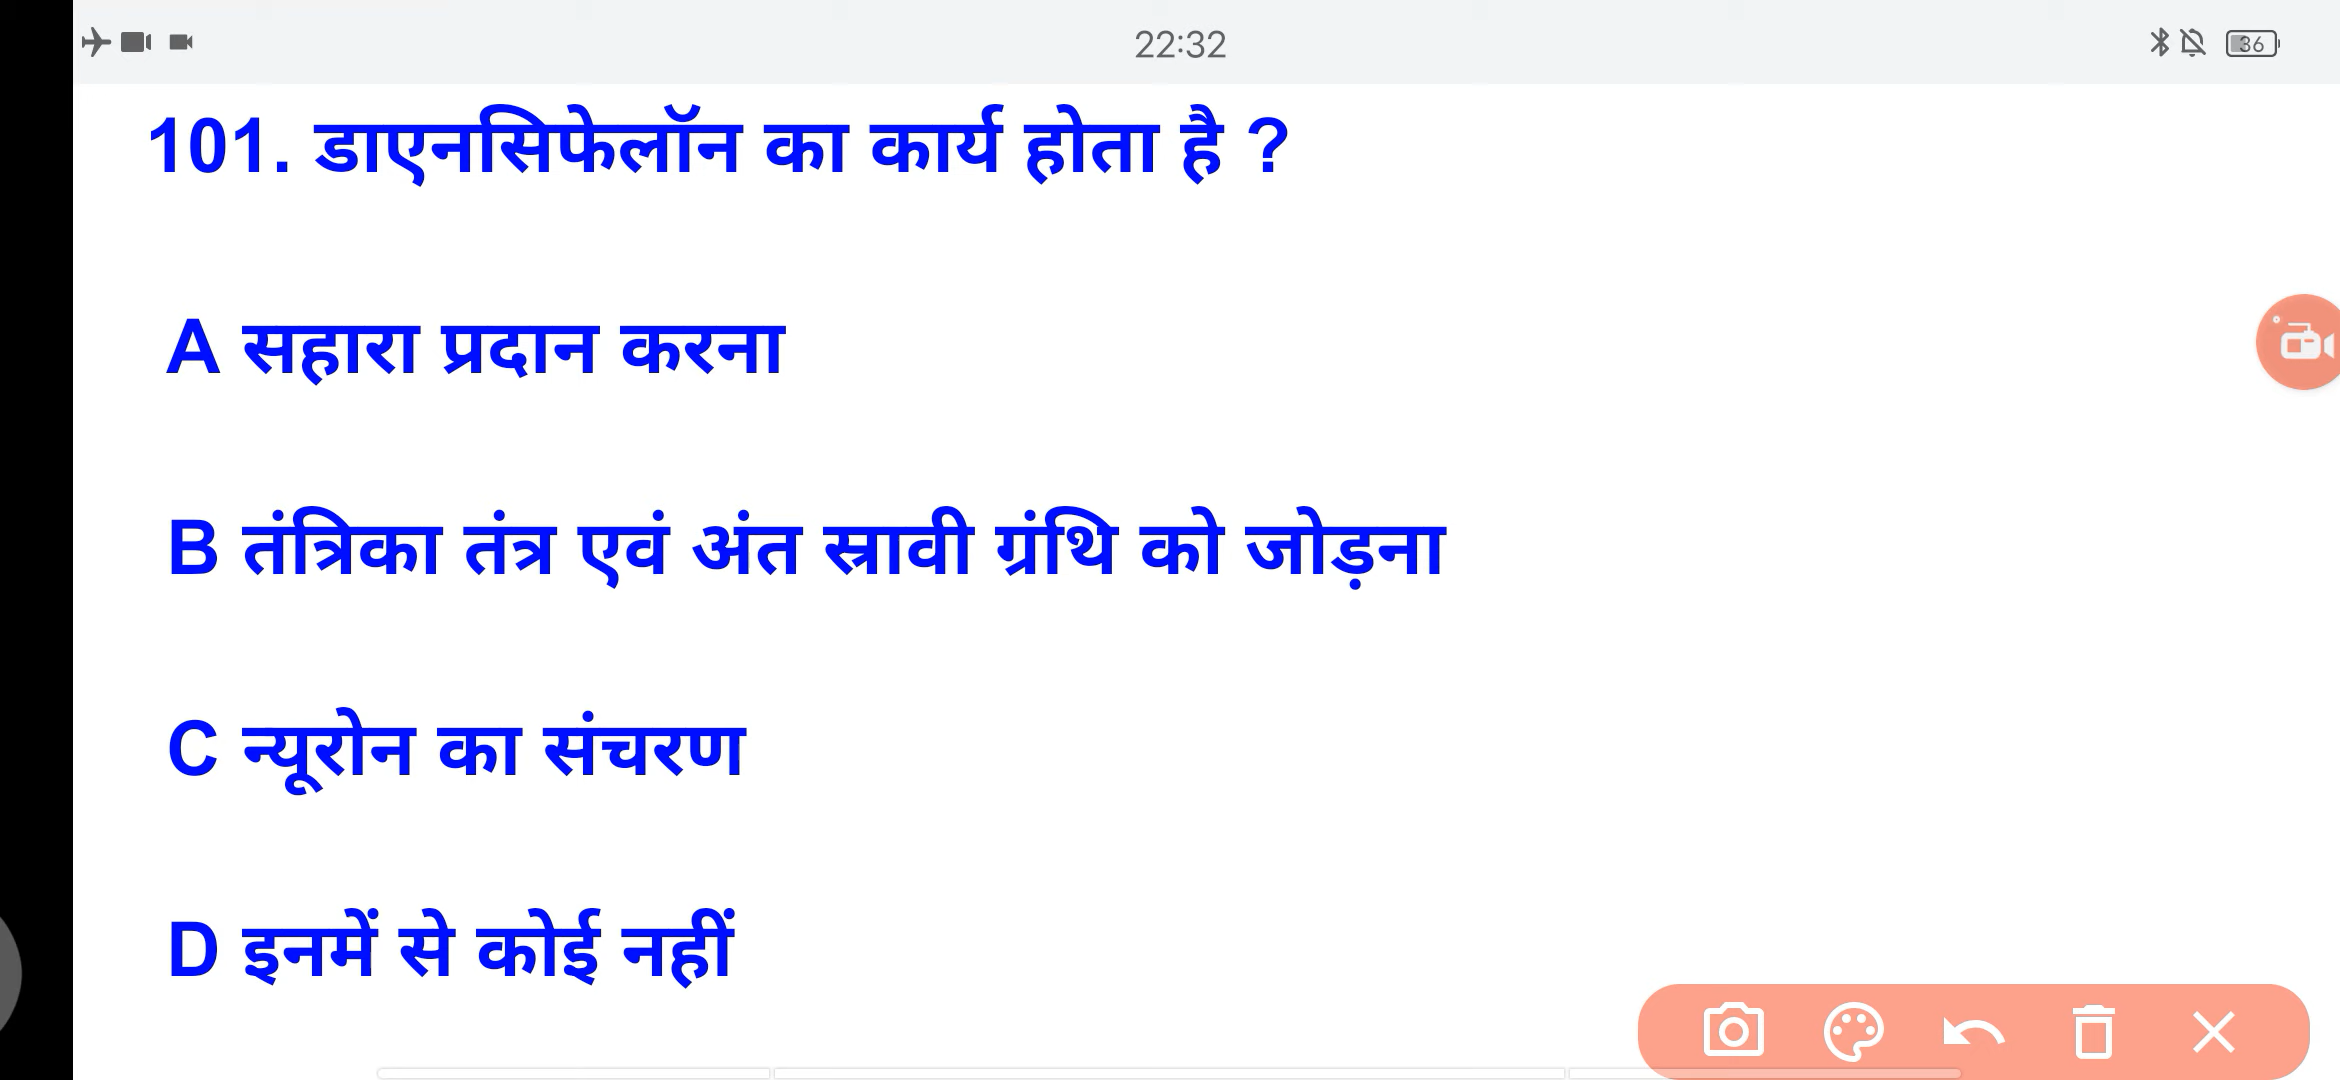 22:32
36
101. डाएनसिफेलॉन का कार्य होता है ?
A सहारा प्रदान करना
B तंत्रिका तंत्र एवं अंत स्रावी ग्रंथि को जोड़ना
C न्यूरोन का संचरण
D इनमें से कोई नहीं